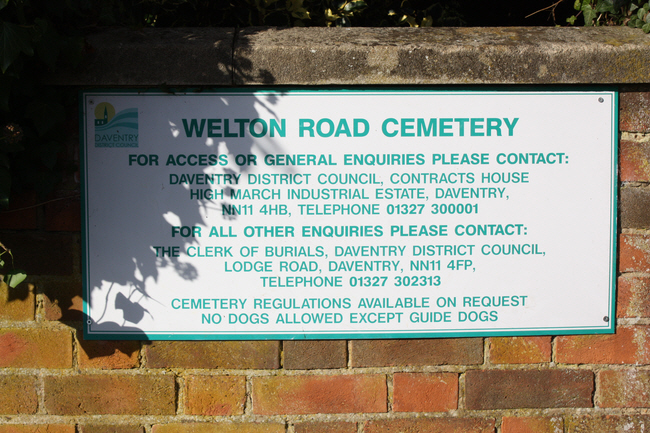 DAVENTRY
DISTRICT COUNCIL
WELTON ROAD CEMETERY
FOR ACCESS OR GENERAL ENQUIRIES PLEASE CONTACT:
DAVENTRY DISTRICT COUNCIL, CONTRACTS HOUSE
HIGH MARCH INDUSTRIAL ESTATE, DAVENTRY,
NN11 4HB, TELEPHONE 01327 300001
FOR ALL OTHER ENQUIRIES PLEASE CONTACT:
THE CLERK OF BURIALS, DAVENTRY DISTRICT COUNCIL,
LODGE ROAD, DAVENTRY, NN11 4FP,
TELEPHONE 01327 302313
CEMETERY REGULATIONS AVAILABLE ON REQUEST
NO DOGS ALLOWED EXCEPT GUIDE DOGS